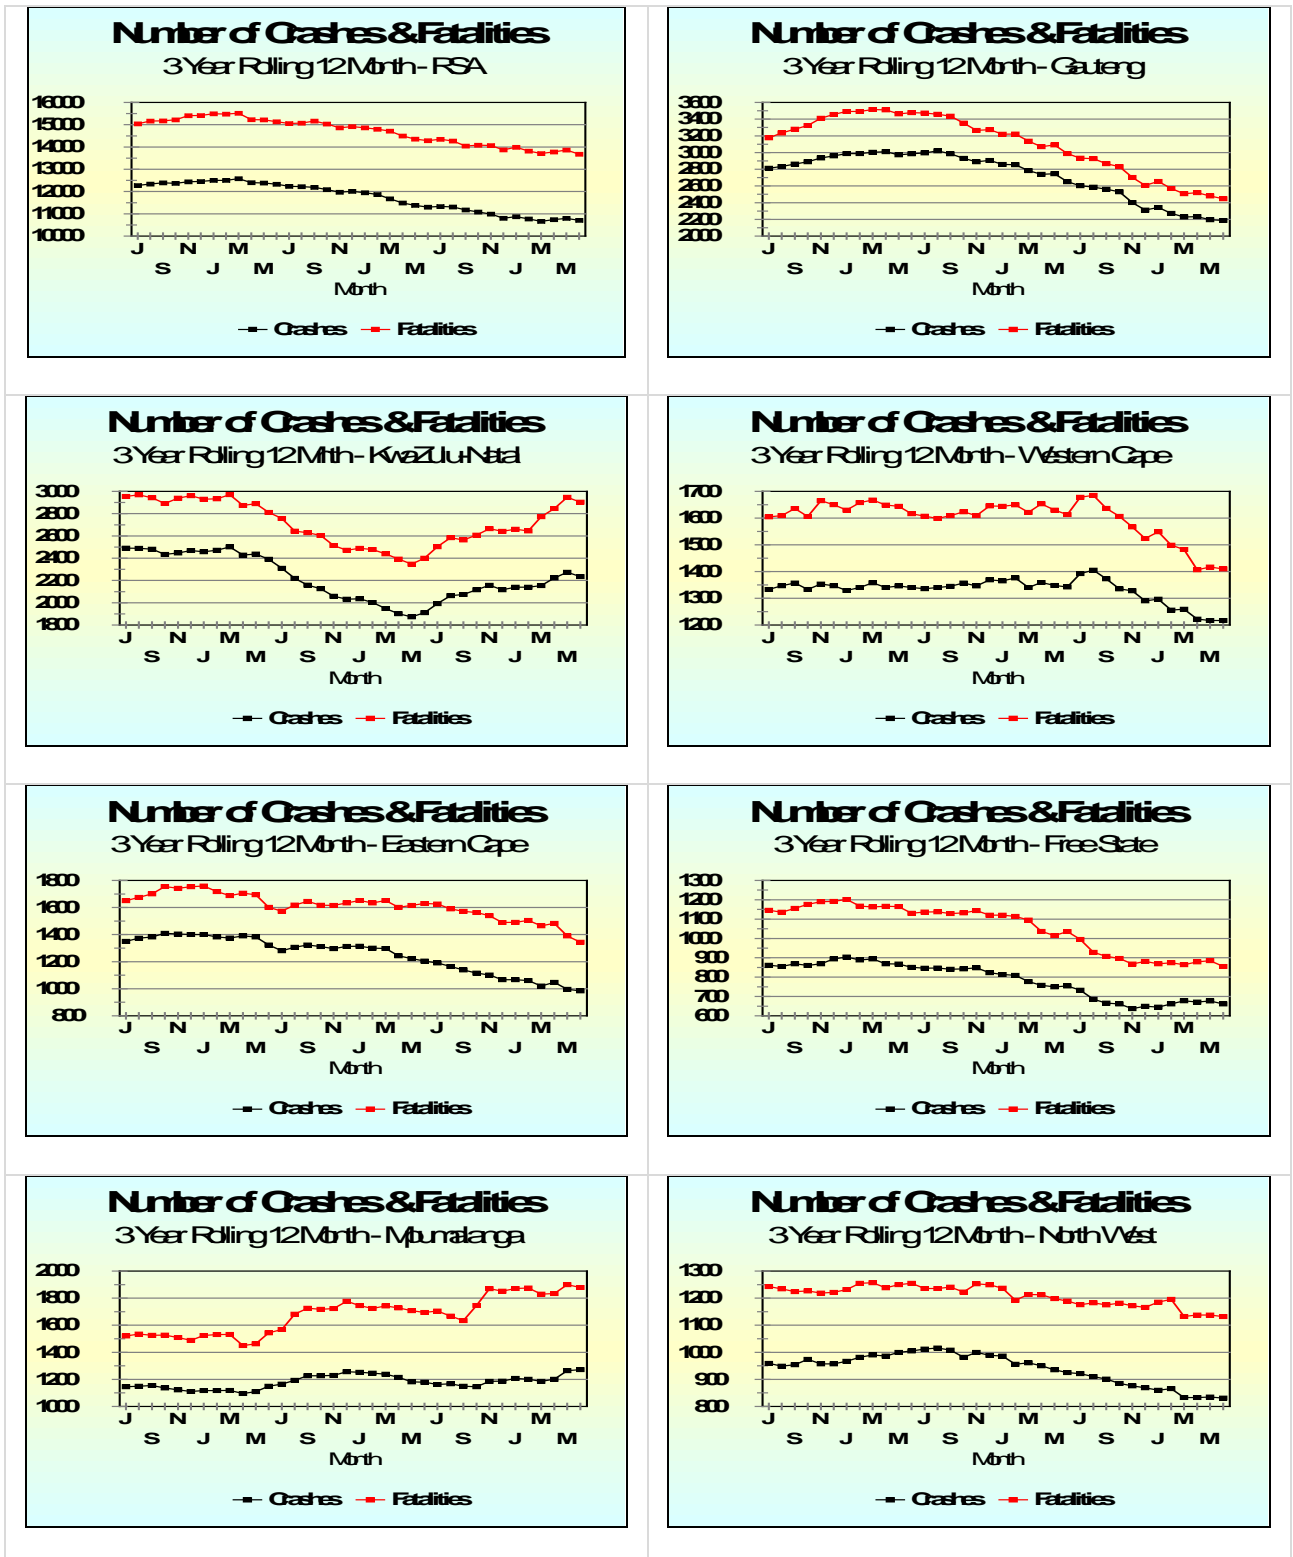 Number of Crashes & Fatalities
3 Year Rolling 12 Month - RSA
16000
15000
14000
13000
12000
11000
10000
J N M J N M
S J M S J M S J M
Month
Crashes Fatalities
Number of Crashes & Fatalities
3 Year Rolling 12 Month - Gauteng
3600
3400
3200
3000
2800
2600
2400
2200
2000
J N M J N M J N M
S J M S J M S J M
Month
Crashes Fatalities
Number of Crashes & Fatalities
3 Year Rolling 12 Mnth - KwaZulu-Natal
3000
2800
2600
2400
2200
2000
1800
J N M J N M J N M
S J M S J M S J M
Month
Crashes Fatalities
Number of Crashes & Fatalities
3 Year Rolling 12 Month - Western Cape
1700
1600
1500
1400
1300
1200
J N M J N M J N M
S J M S J M S J M
Month
Crashes Fatalities
Number of Crashes & Fatalities
3 Year Rolling 12 Month - Eastern Cape
1800
1600
1400
1200
1000
800
J N M J N M J N M
S J M S J M S J M
Month
Crashes Fatalities
Number of Crashes & Fatalities
3 Year Rolling 12 Month - Free State
1300
1200
1100
1000
900
800
700
600
J N M J N M J N M
S J M S J M S J M
Month
Crashes Fatalities
Number of Crashes & Fatalities
3 Year Rolling 12 Month - Mpumalanga
2000
1800
1600
1400
1200
1000
J N M J N M J N M
S J M S J M S J M
Month
Crashes Fatalities
Number of Crashes & Fatalities
3 Year Rolling 12 Month - North West
1300
1200
1100
1000
900
800
J N M J N M J N M
S J M S J M S J M
Month
Crashes Fatalities